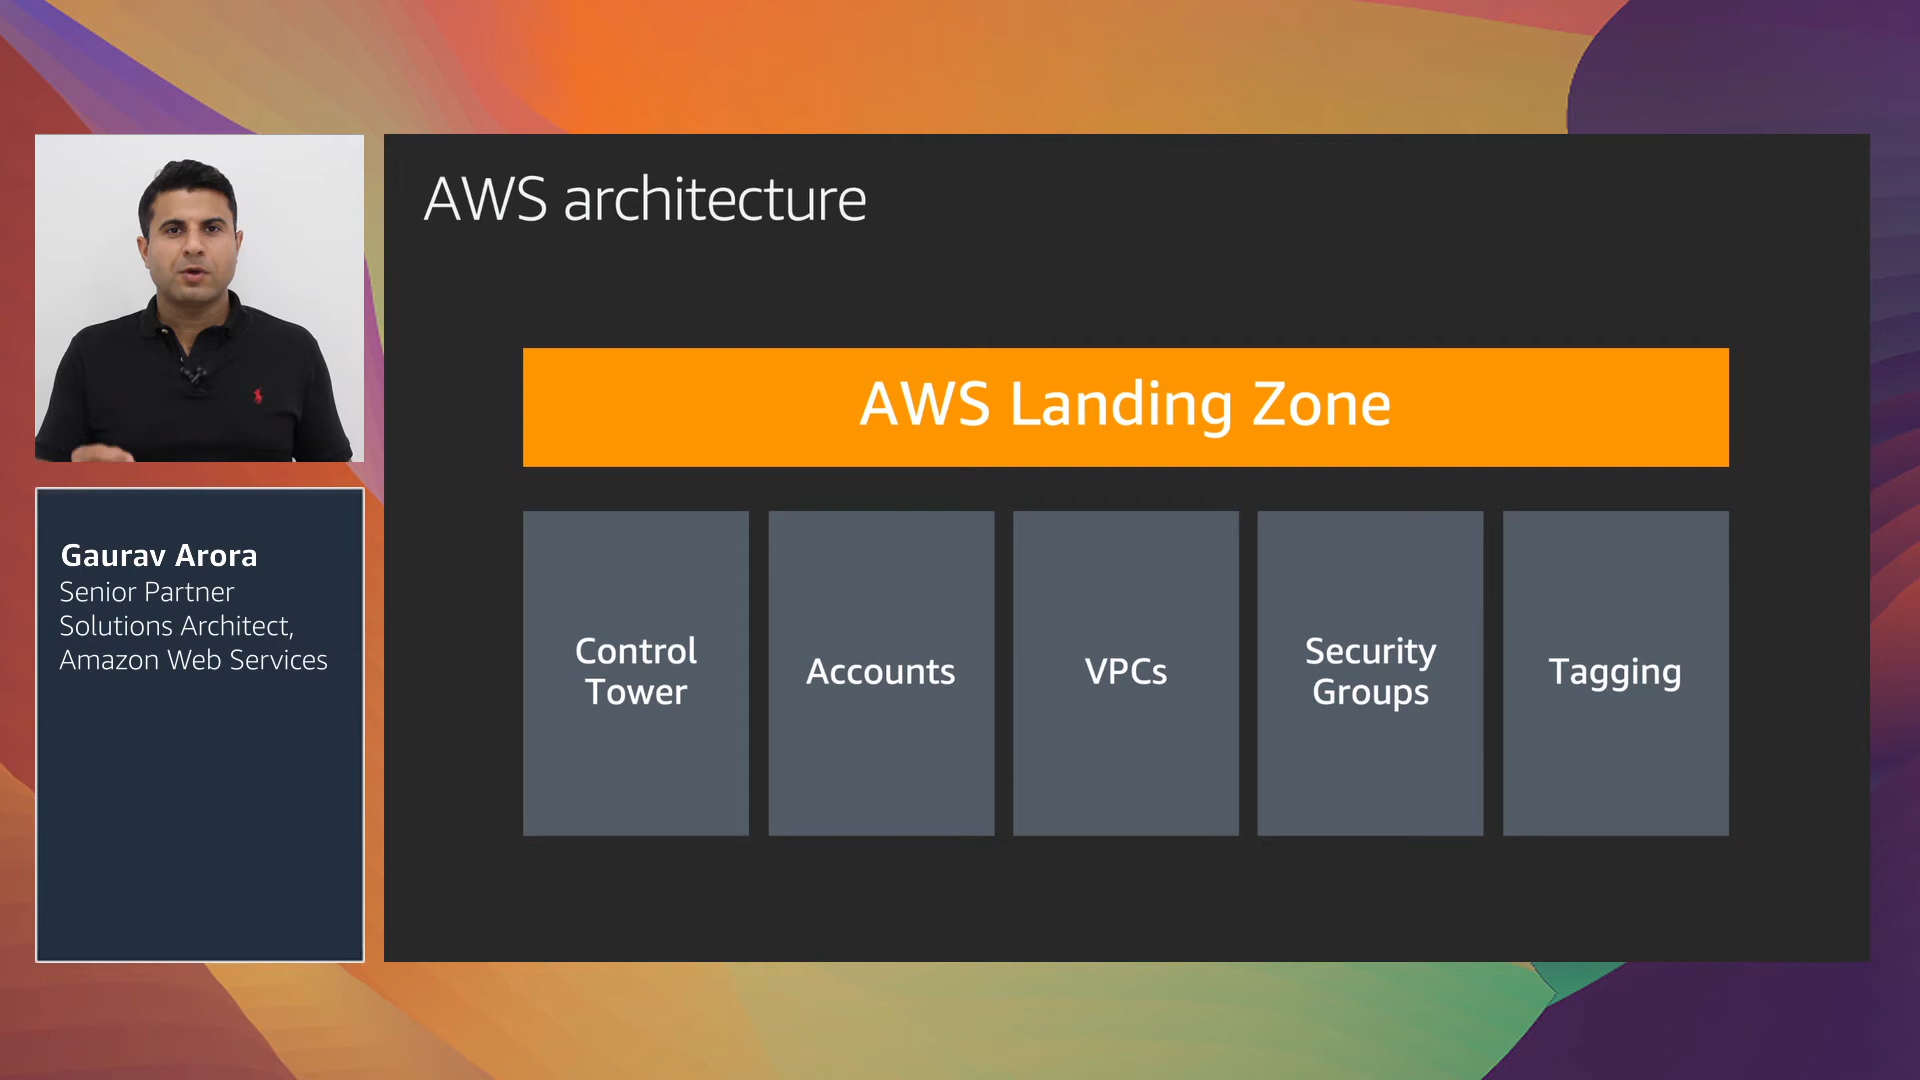 AWS architecture
AWS Landing Zone
Control
Tower
Accounts
VPCs
Security
Groups
Tagging
Gaurav Arora
Senior Partner
Solutions Architect,
Amazon Web Services